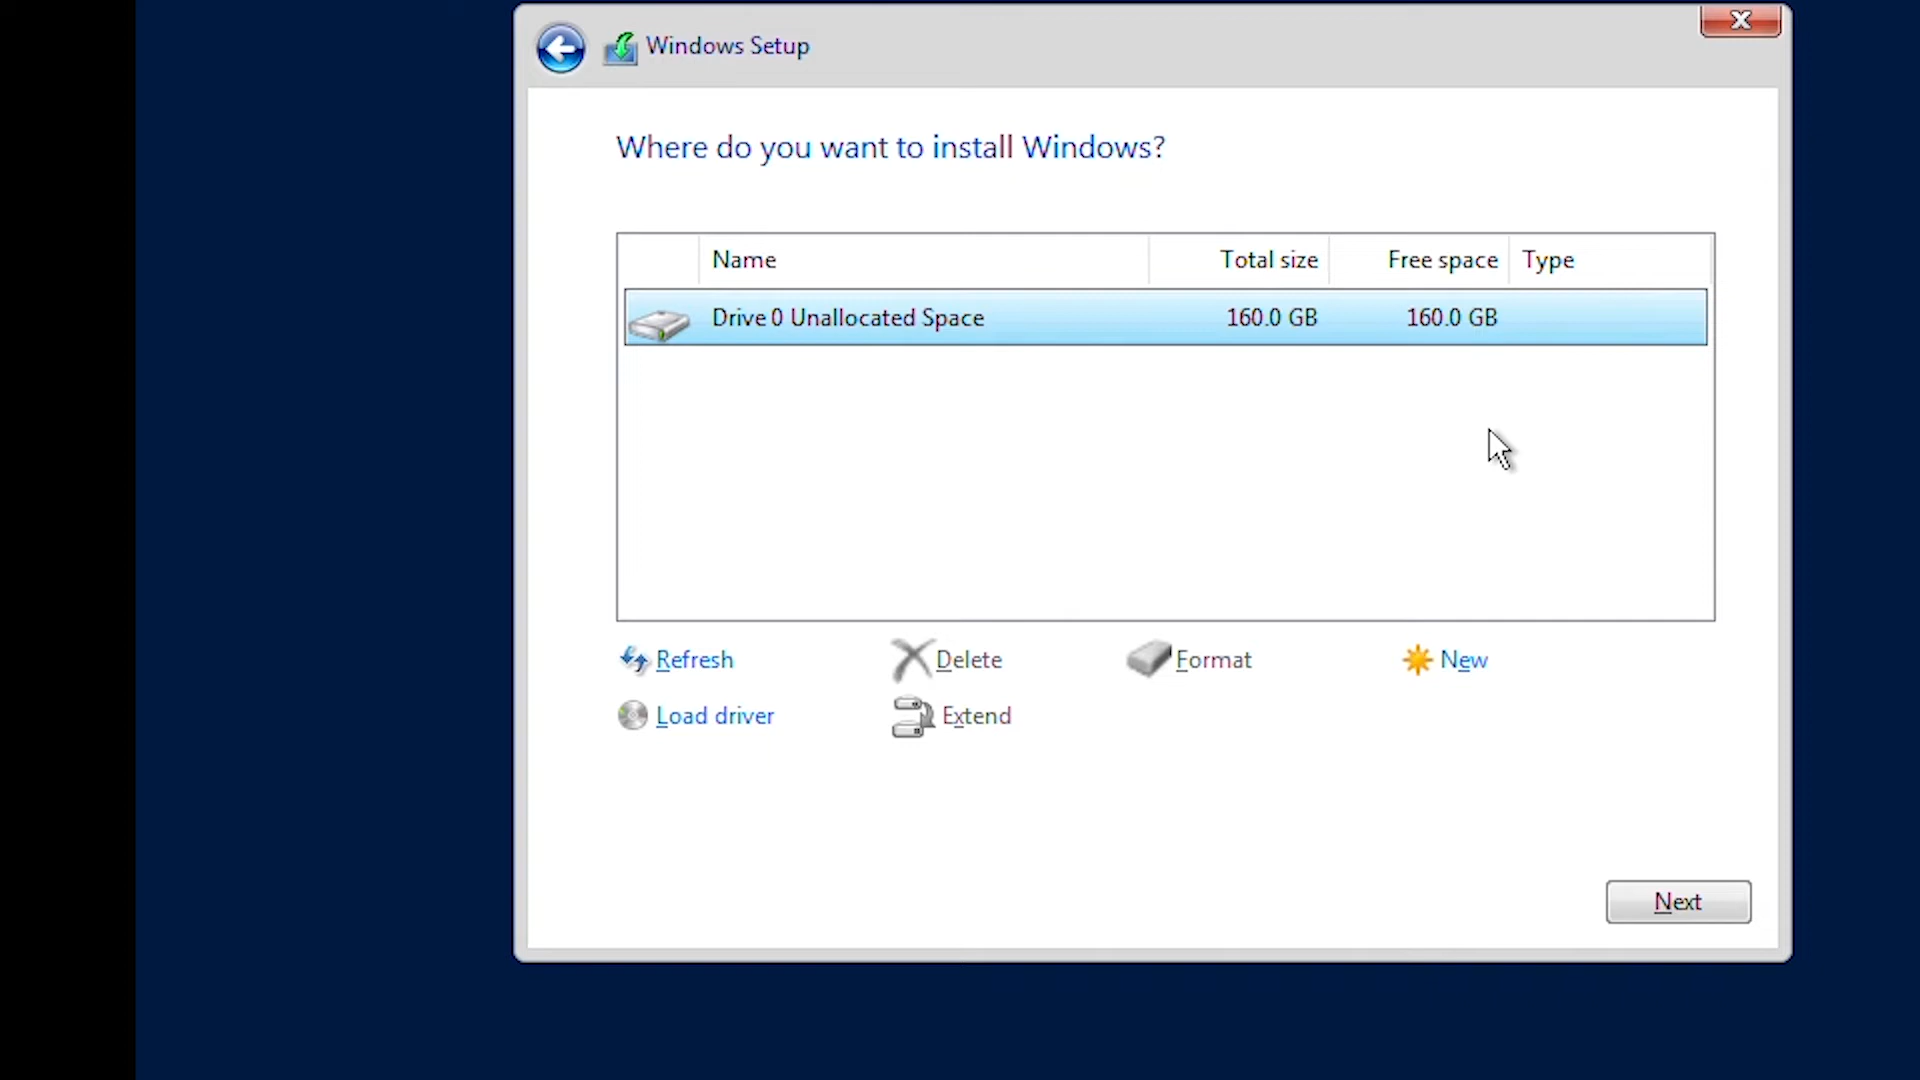 Windows Setup
Where do you want to install Windows?
Name Total size Free space Type
Drive 0 Unallocated Space 160.0 GB 160.0 GB
Refresh Delete Format New
Load driver Extend
Next